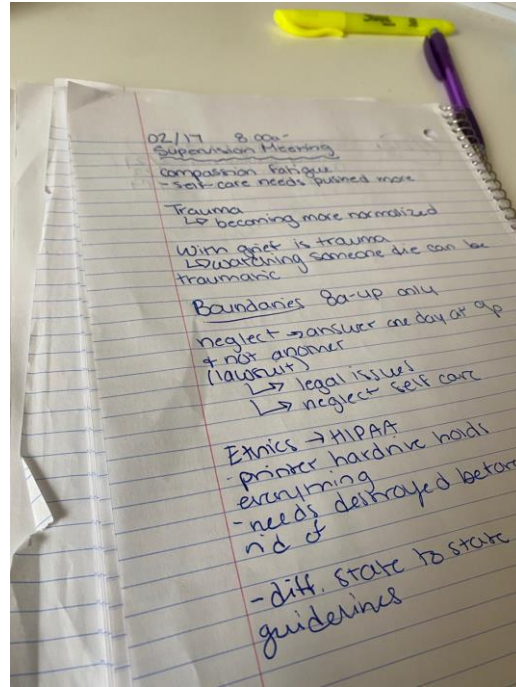 02/17 8:00a-
Supervision Meeting
compassion fatigue
- self-care needs pushed more
Trauma
↳ becoming more normalized
With grief is trauma
↳ watching someone die can be
traumatic
Boundaries 8a-4p only
neglect → answer one day at 9p
+ not another
(lawsuit)
↳ legal issues
↳ neglect self care
Ethics → HIPAA
- printer hardrive holds
everything
- needs destroyed before
rid of
- diff. state to state
guidelines